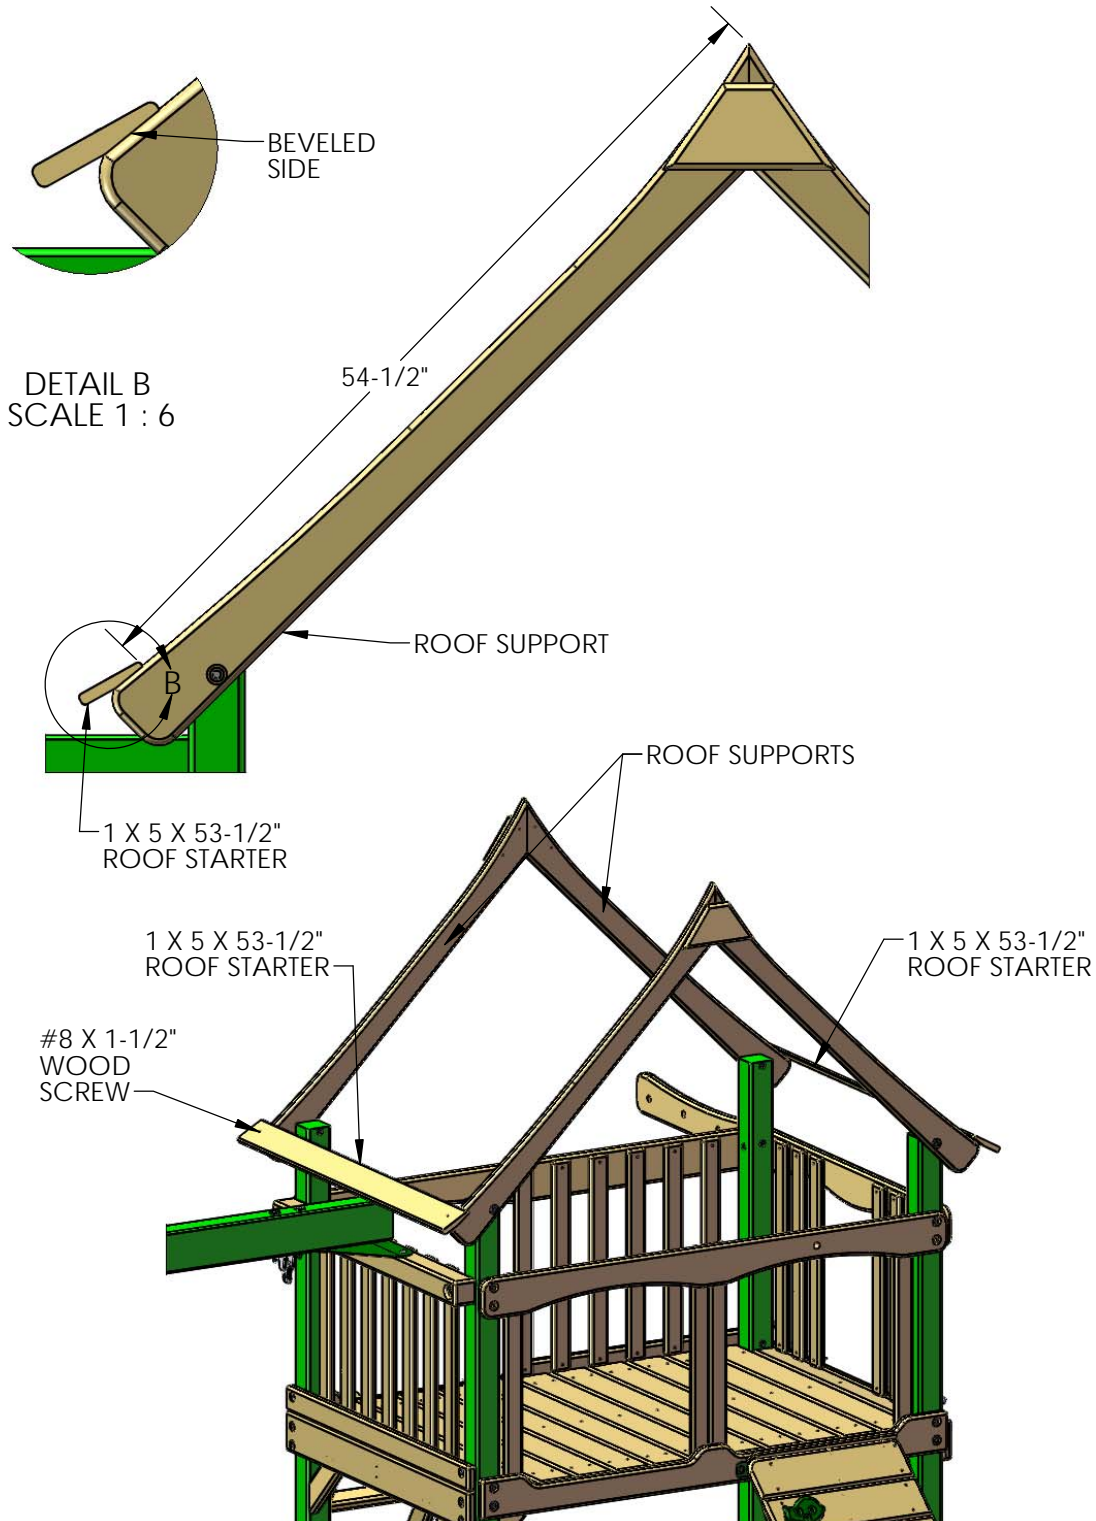 BEVELED
SIDE
DETAIL B
SCALE 1 : 6
54-1/2"
ROOF SUPPORT
B
1 X 5 X 53-1/2"
ROOF STARTER
ROOF SUPPORTS
1 X 5 X 53-1/2"
ROOF STARTER
1 X 5 X 53-1/2"
ROOF STARTER
#8 X 1-1/2"
WOOD
SCREW